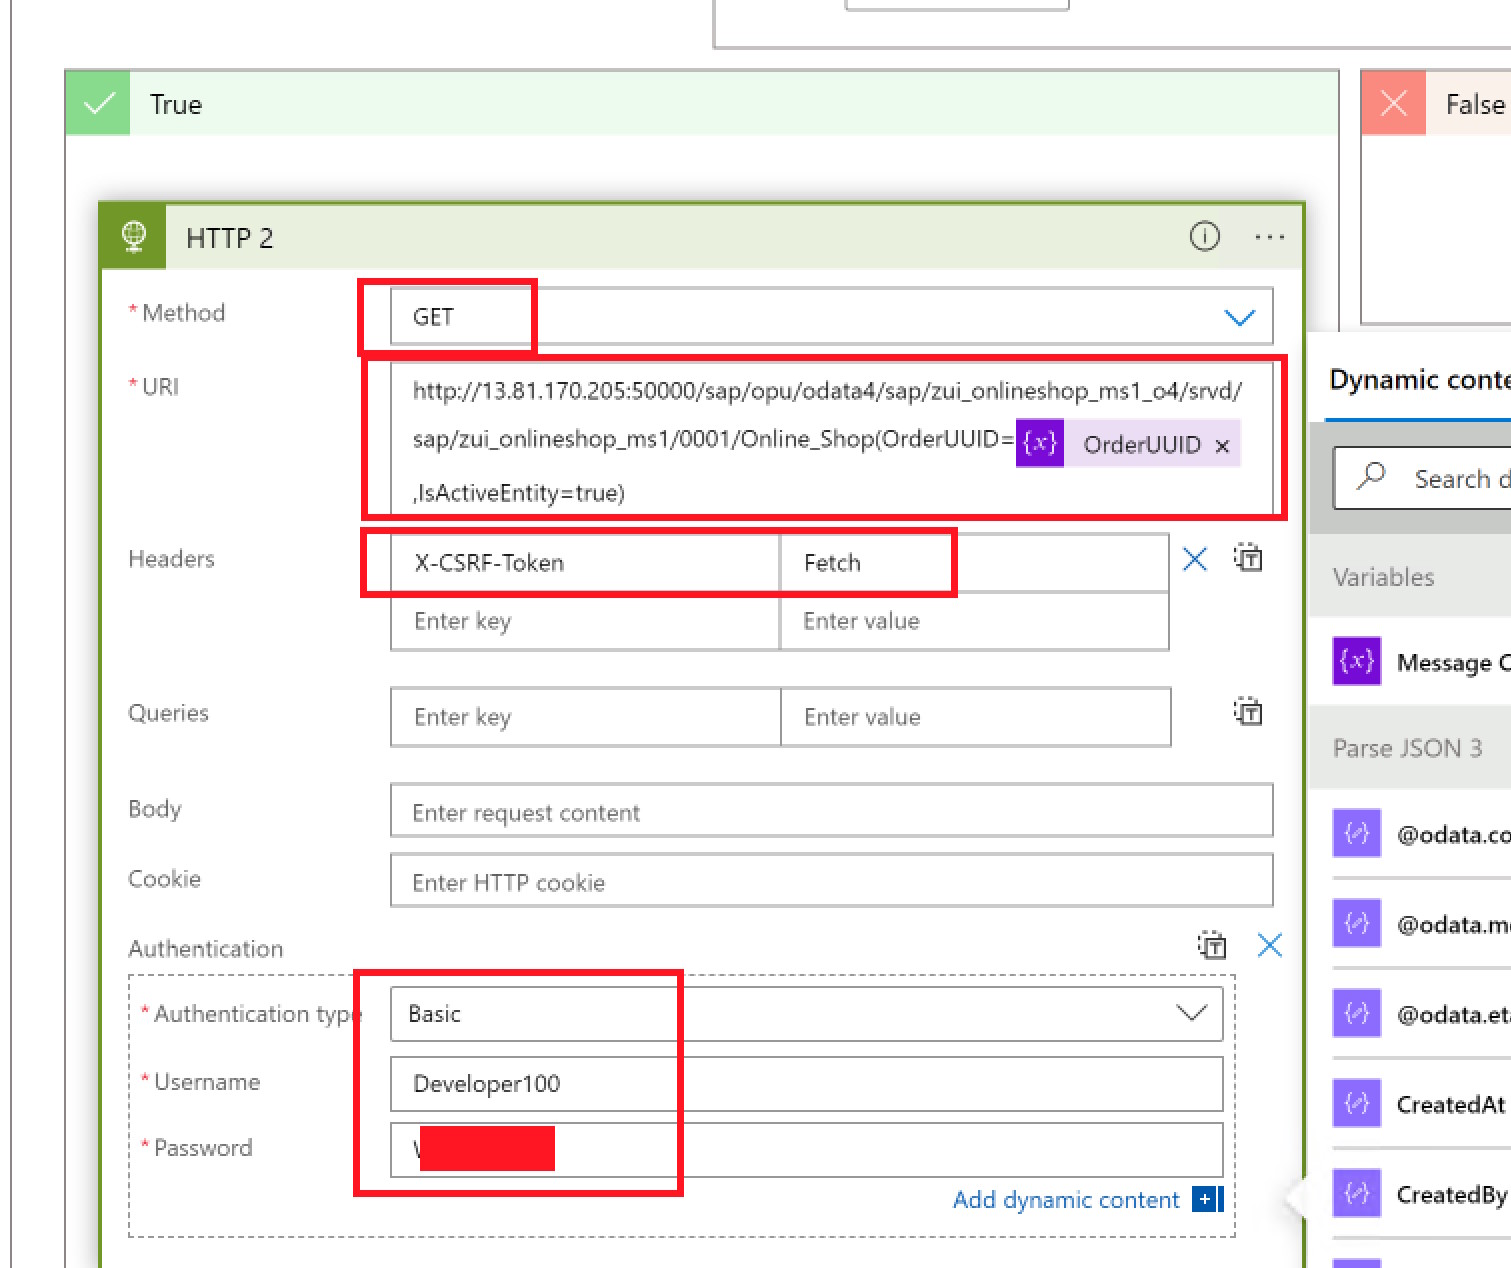 True
False
HTTP 2
* Method
GET
* URI
http://13.81.170.205:50000/sap/opu/odata4/sap/zui_onlineshop_ms1_o4/srvd/
sap/zui_onlineshop_ms1/0001/Online_Shop(OrderUUID= {x} OrderUUID ×
,IsActiveEntity=true)
Headers
X-CSRF-Token Fetch
Enter key Enter value
Queries
Enter key Enter value
Body
Enter request content
Cookie
Enter HTTP cookie
Authentication
* Authentication type
Basic
* Username
Developer100
* Password
Add dynamic content
Dynamic conte
Search d
Variables
{x} Message C
Parse JSON 3
@odata.co
@odata.me
@odata.et
CreatedAt
CreatedBy